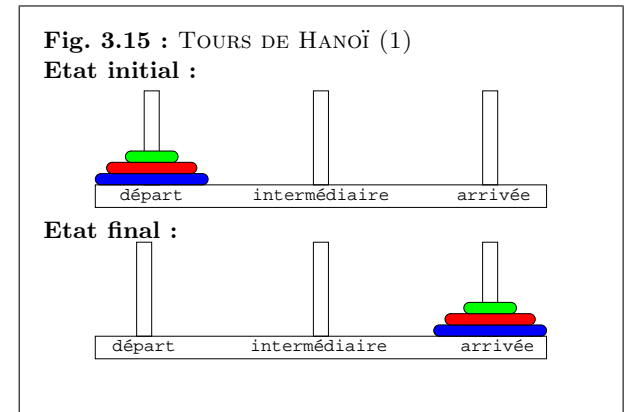 Fig. 3.15 : Tours de Hanoï (1)
Etat initial :
départ intermédiaire arrivée
Etat final :
départ intermédiaire arrivée